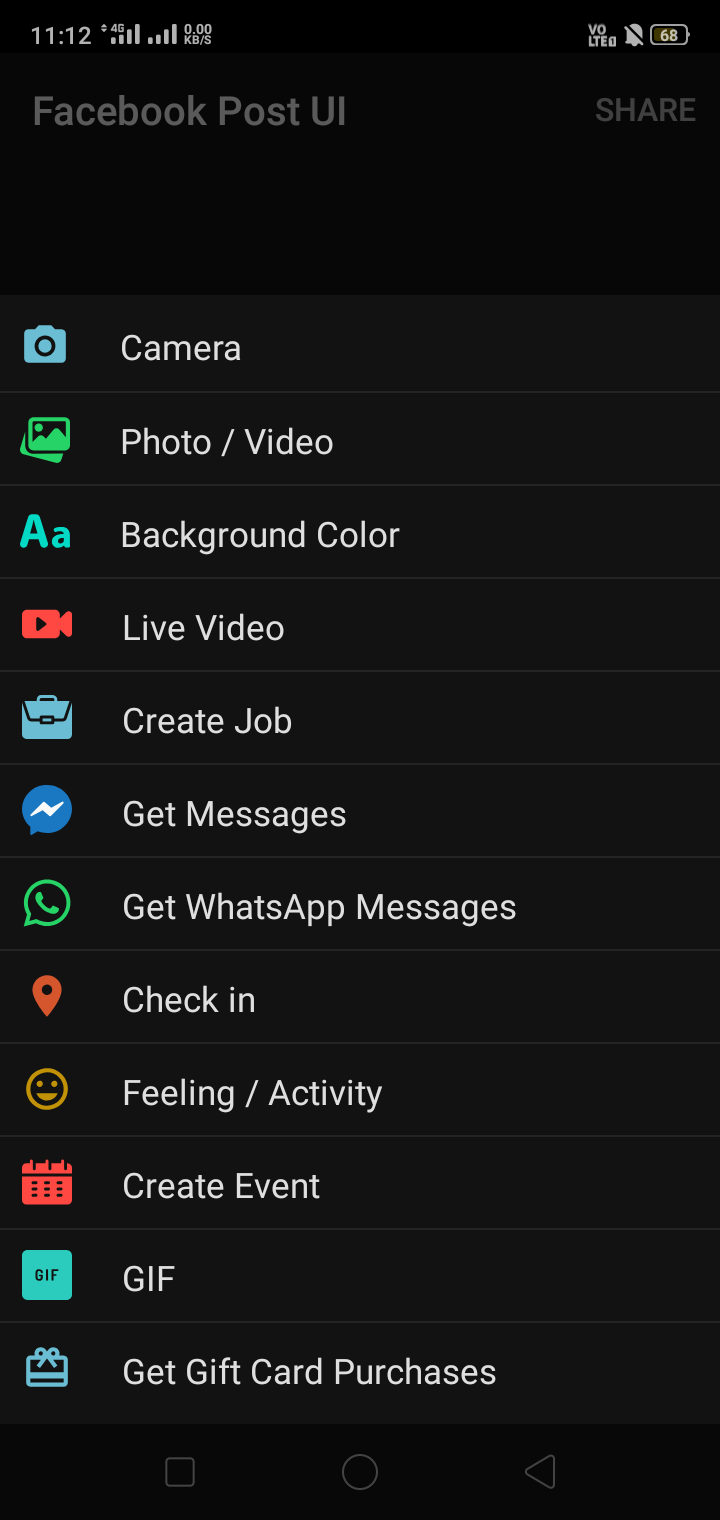 11:12 4G 0.00 KB/S VO LTE 68
Facebook Post UI SHARE
Camera
Photo / Video
Aa Background Color
Live Video
Create Job
Get Messages
Get WhatsApp Messages
Check in
Feeling / Activity
Create Event
GIF GIF
Get Gift Card Purchases